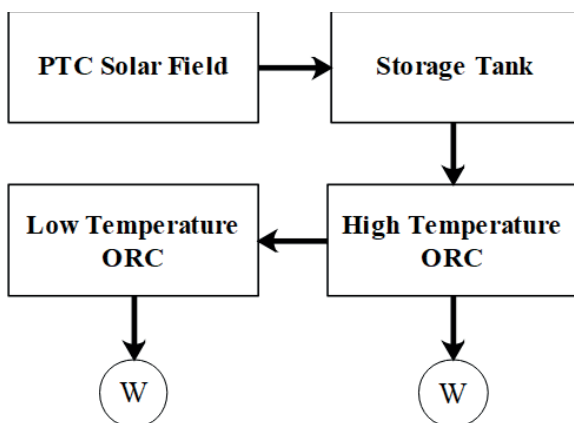 PTC Solar Field
Storage Tank
Low Temperature
ORC
High Temperature
ORC
W
W